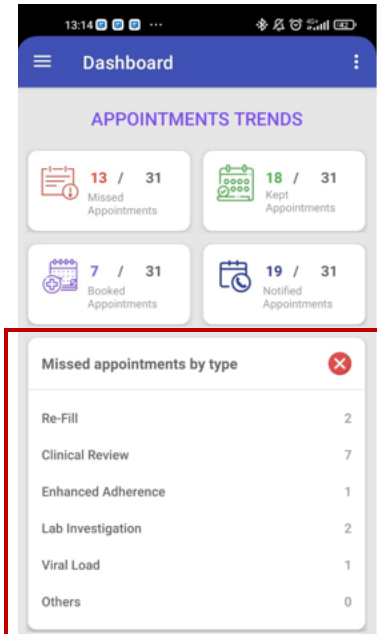 13:14 ...
4G+ 42
Dashboard
APPOINTMENTS TRENDS
13 / 31
Missed
Appointments
18 / 31
Kept
Appointments
7 / 31
Booked
Appointments
19 / 31
Notified
Appointments
Missed appointments by type
Re-Fill 2
Clinical Review 7
Enhanced Adherence 1
Lab Investigation 2
Viral Load 1
Others 0